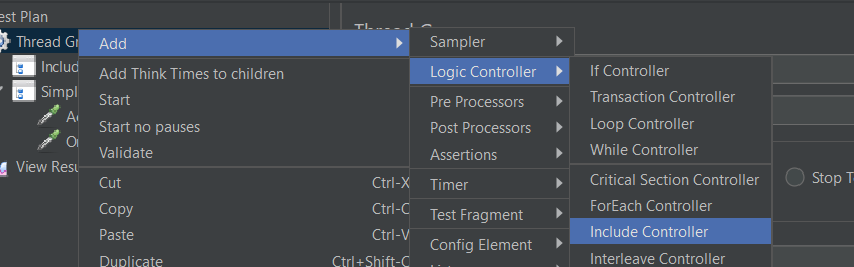 est Plan
Thread Gr
Includ
Simpl
Ac
On
View Resu
Add
Add Think Times to children
Start
Start no pauses
Validate
Cut Ctrl-X
Copy Ctrl-C
Paste Ctrl-V
Duplicate Ctrl+Shift-C
Sampler
Logic Controller
Pre Processors
Post Processors
Assertions
Timer
Test Fragment
Config Element
If Controller
Transaction Controller
Loop Controller
While Controller
Critical Section Controller
ForEach Controller
Include Controller
Interleave Controller
Stop T